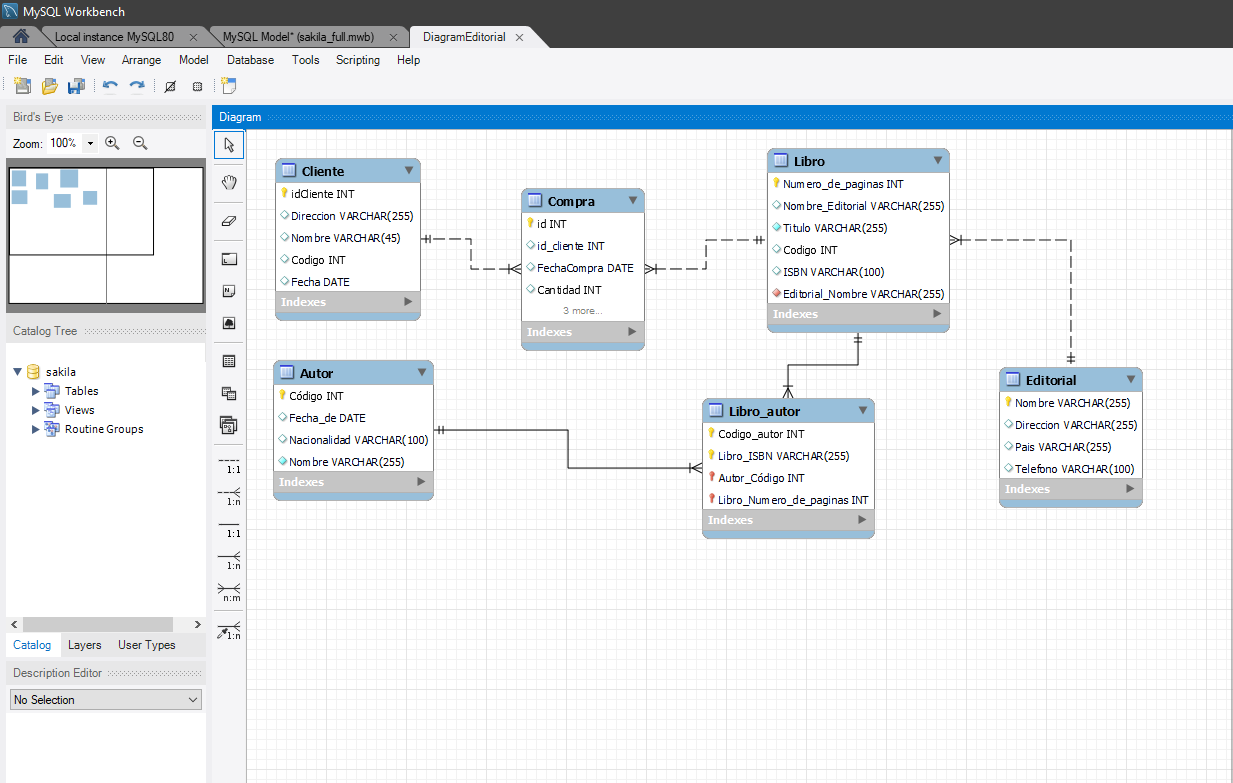 MySQL Workbench
Local instance MySQL80
MySQL Model* (sakila_full.mwb)
DiagramEditorial
File Edit View Arrange Model Database Tools Scripting Help
Bird's Eye
Zoom: 100%
Catalog Tree
sakila
Tables
Views
Routine Groups
Catalog Layers User Types
Description Editor
No Selection
Diagram
1:1
1:n
1:1
1:n
n:m
1:n
Cliente
idCliente INT
Direccion VARCHAR(255)
Nombre VARCHAR(45)
Codigo INT
Fecha DATE
Indexes
Compra
id INT
id_cliente INT
FechaCompra DATE
Cantidad INT
3 more...
Indexes
Libro
Numero_de_paginas INT
Nombre_Editorial VARCHAR(255)
Titulo VARCHAR(255)
Codigo INT
ISBN VARCHAR(100)
Editorial_Nombre VARCHAR(255)
Indexes
Autor
Código INT
Fecha_de DATE
Nacionalidad VARCHAR(100)
Nombre VARCHAR(255)
Indexes
Libro_autor
Codigo_autor INT
Libro_ISBN VARCHAR(255)
Autor_Código INT
Libro_Numero_de_paginas INT
Indexes
Editorial
Nombre VARCHAR(255)
Direccion VARCHAR(255)
Pais VARCHAR(255)
Telefono VARCHAR(100)
Indexes